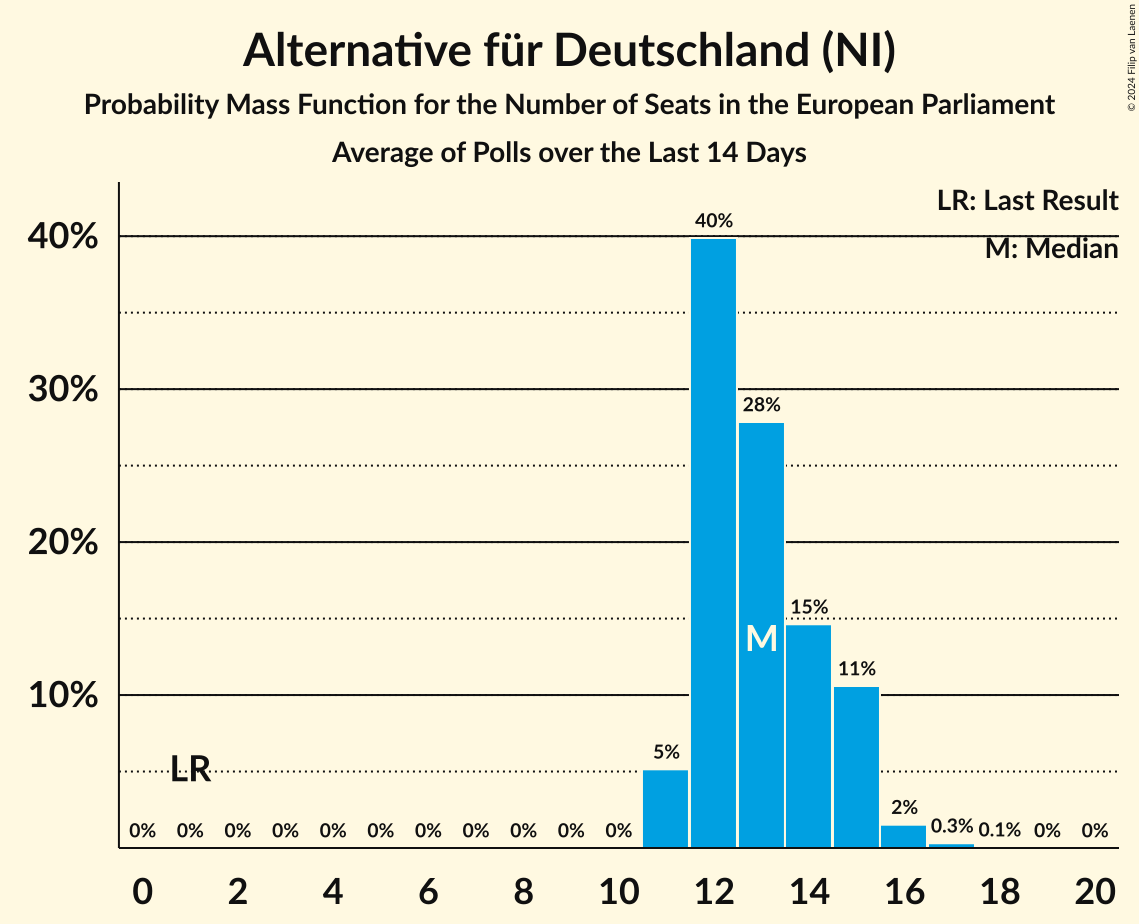 Alternative für Deutschland (NI)
Probability Mass Function for the Number of Seats in the European Parliament
Average of Polls over the Last 14 Days
© 2024 Filip van Laenen
LR: Last Result
M: Median
40%
30%
20%
10%
LR
M
0% 0% 0% 0% 0% 0% 0% 0% 0% 0% 0% 5% 40% 28% 15% 11% 2% 0.3% 0.1% 0% 0%
0 2 4 6 8 10 12 14 16 18 20